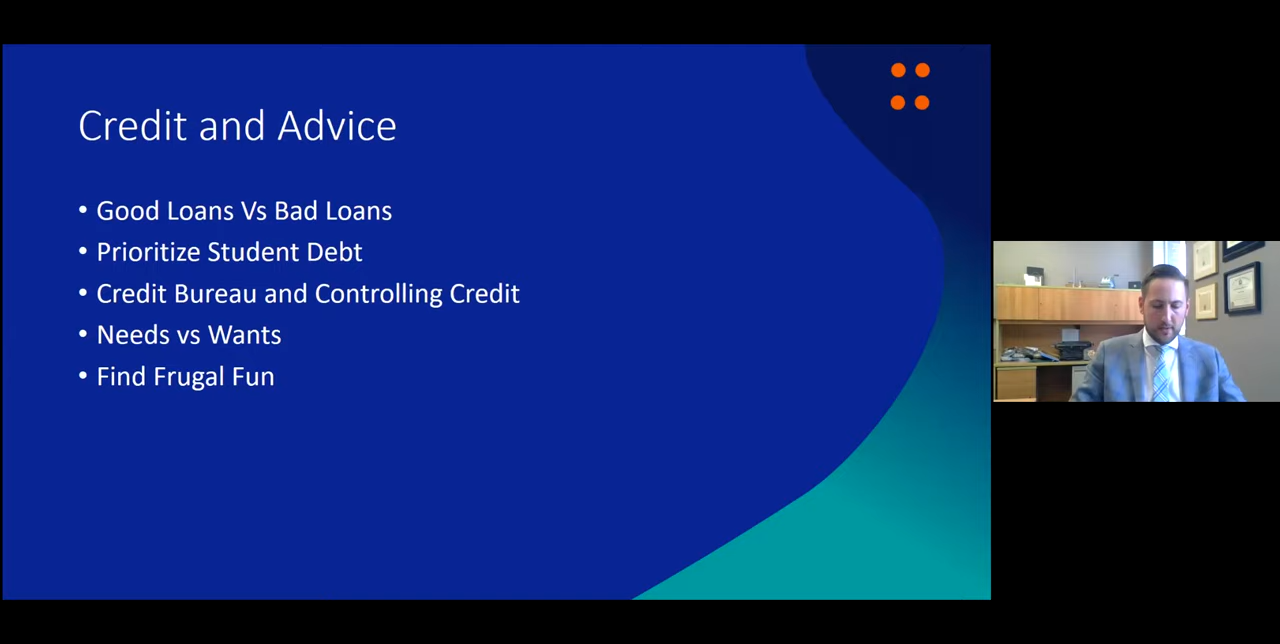 Credit and Advice
• Good Loans Vs Bad Loans
• Prioritize Student Debt
• Credit Bureau and Controlling Credit
• Needs vs Wants
• Find Frugal Fun